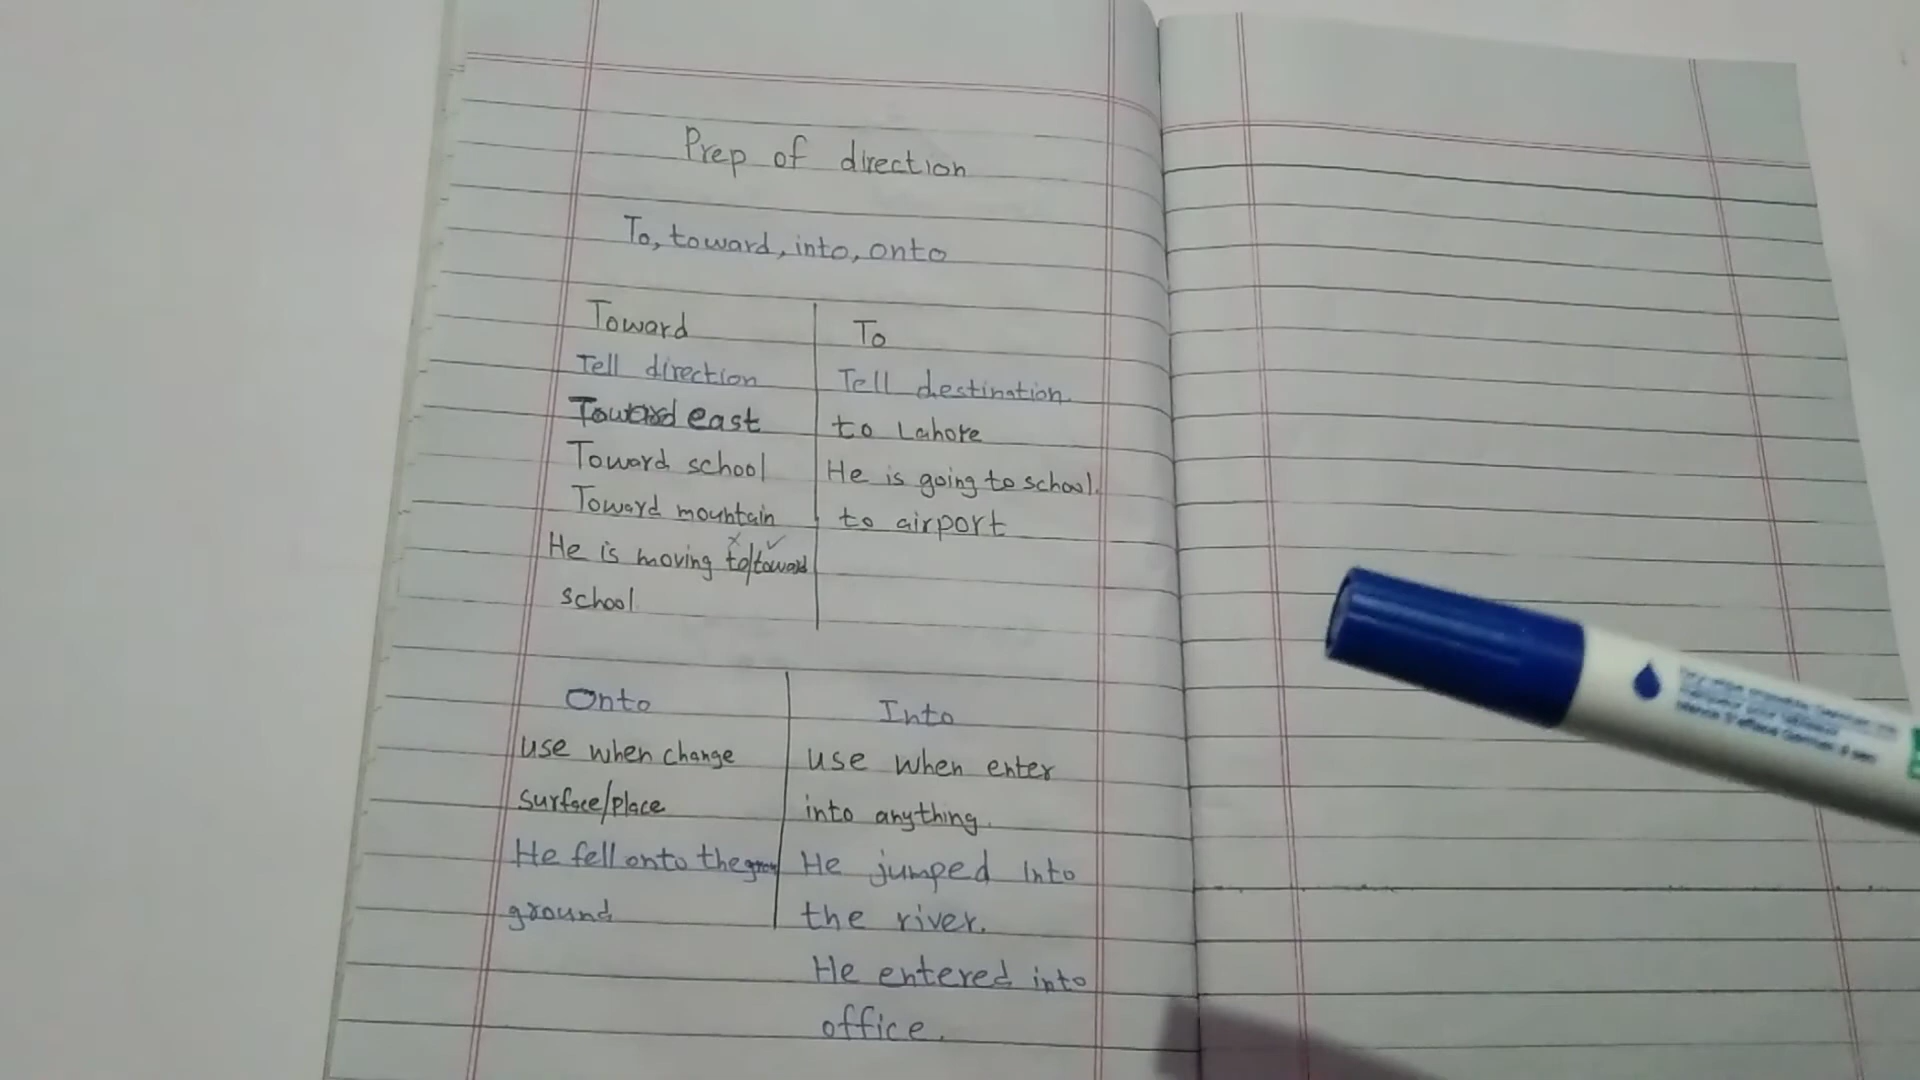 Prep of direction
To, toward, into, onto
Toward
Tell direction
Toward east
Toward school
Toward mountain
He is moving to/toward
school
To
Tell destination.
to Lahore
He is going to school.
to airport
Onto
use when change
surface/place
He fell onto the
ground
Into
use when enter
into anything.
He jumped into
the river.
He entered into
office.